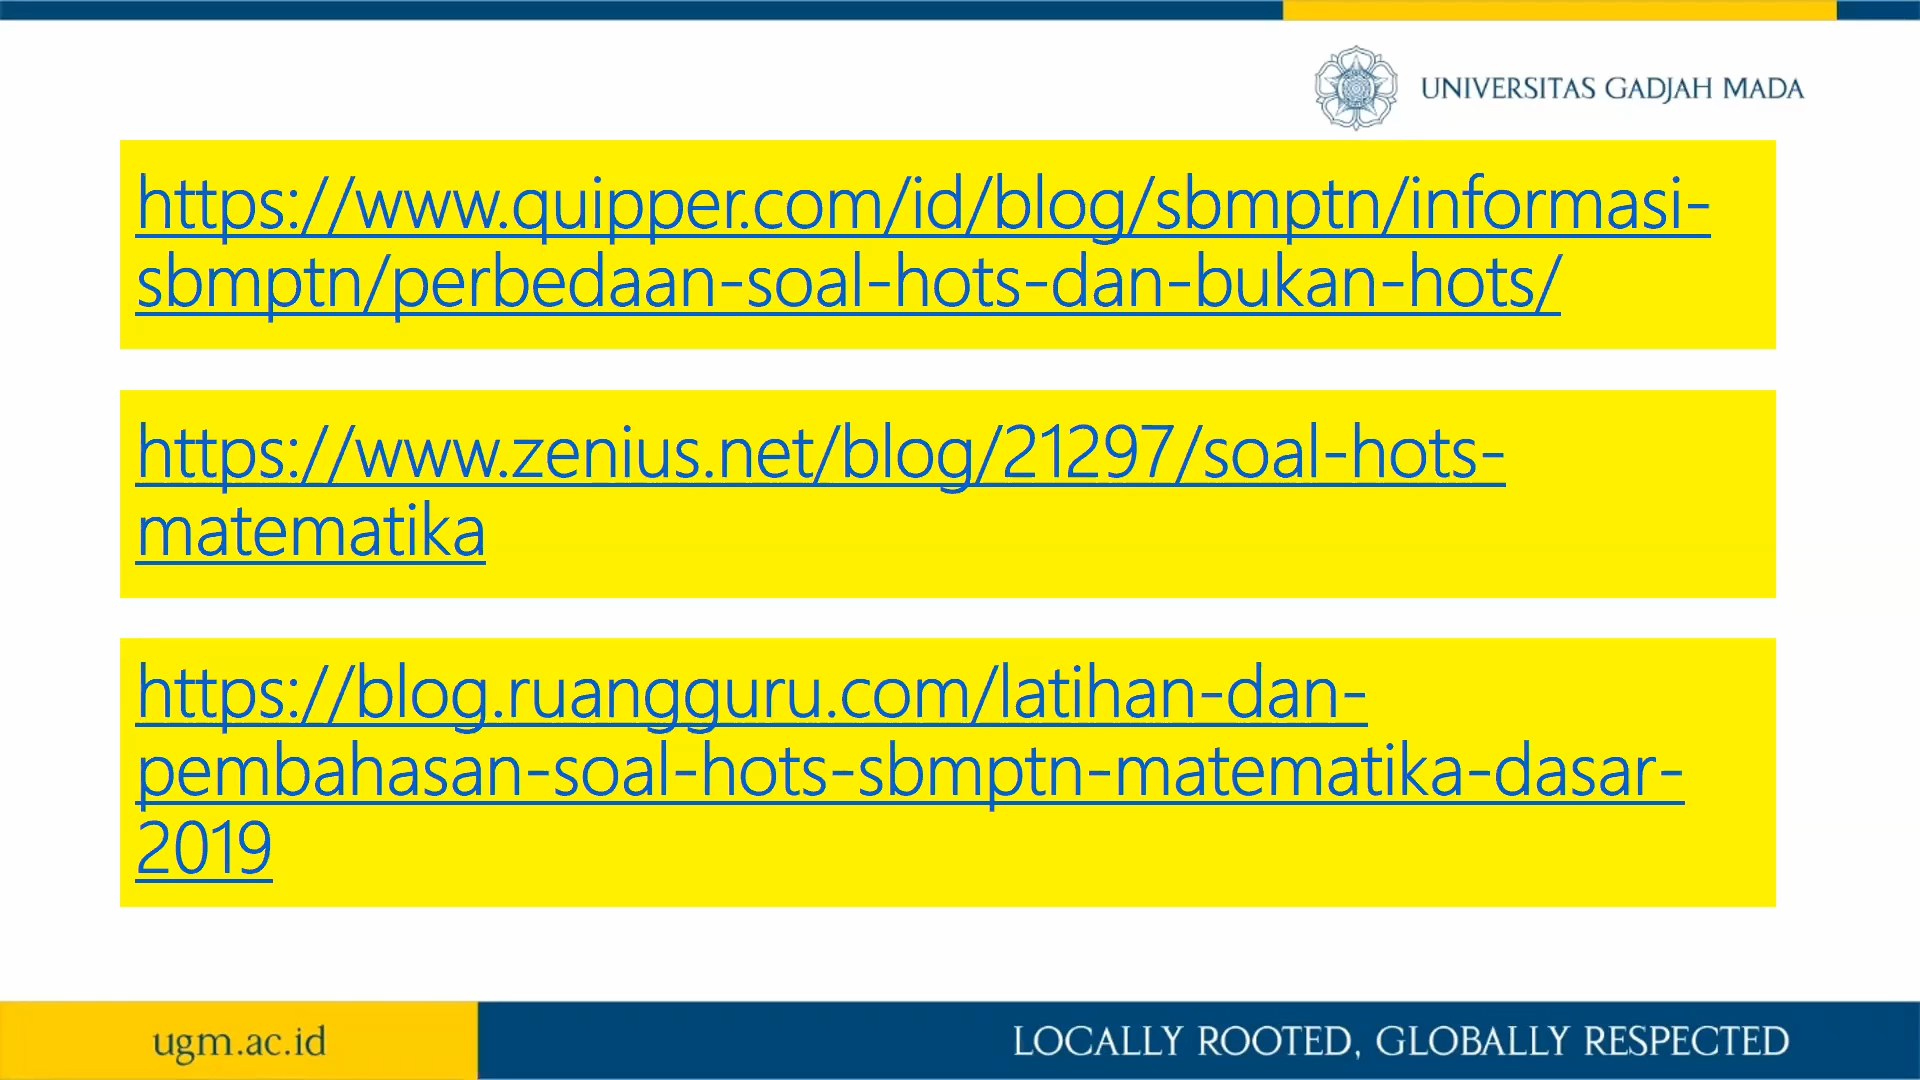 UNIVERSITAS GADJAH MADA
https://www.quipper.com/id/blog/sbmptn/informasi-
sbmptn/perbedaan-soal-hots-dan-bukan-hots/
https://www.zenius.net/blog/21297/soal-hots-
matematika
https://blog.ruangguru.com/latihan-dan-
pembahasan-soal-hots-sbmptn-matematika-dasar-
2019
ugm.ac.id
LOCALLY ROOTED, GLOBALLY RESPECTED